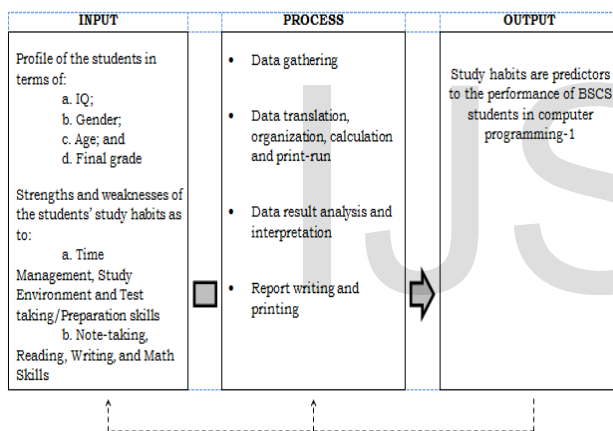 INPUT
Profile of the students in
terms of:
a. IQ;
b. Gender;
c. Age; and
d. Final grade
Strengths and weaknesses of
the students' study habits as
to:
a. Time
Management, Study
Environment and Test
taking/Preparation skills
b. Note-taking,
Reading, Writing, and Math
Skills
PROCESS
• Data gathering
• Data translation,
organization, calculation
and print-run
• Data result analysis and
interpretation
• Report writing and
printing
OUTPUT
Study habits are predictors
to the performance of BSCS
students in computer
programming-1
IJS